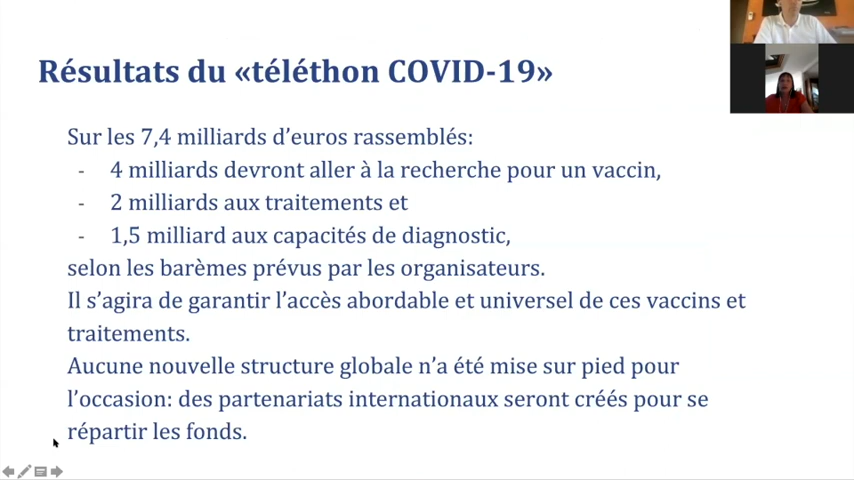 Résultats du «téléthon COVID-19»
Sur les 7,4 milliards d’euros rassemblés:
- 4 milliards devront aller à la recherche pour un vaccin,
- 2 milliards aux traitements et
- 1,5 milliard aux capacités de diagnostic,
selon les barèmes prévus par les organisateurs.
Il s’agira de garantir l’accès abordable et universel de ces vaccins et
traitements.
Aucune nouvelle structure globale n’a été mise sur pied pour
l’occasion: des partenariats internationaux seront créés pour se
répartir les fonds.